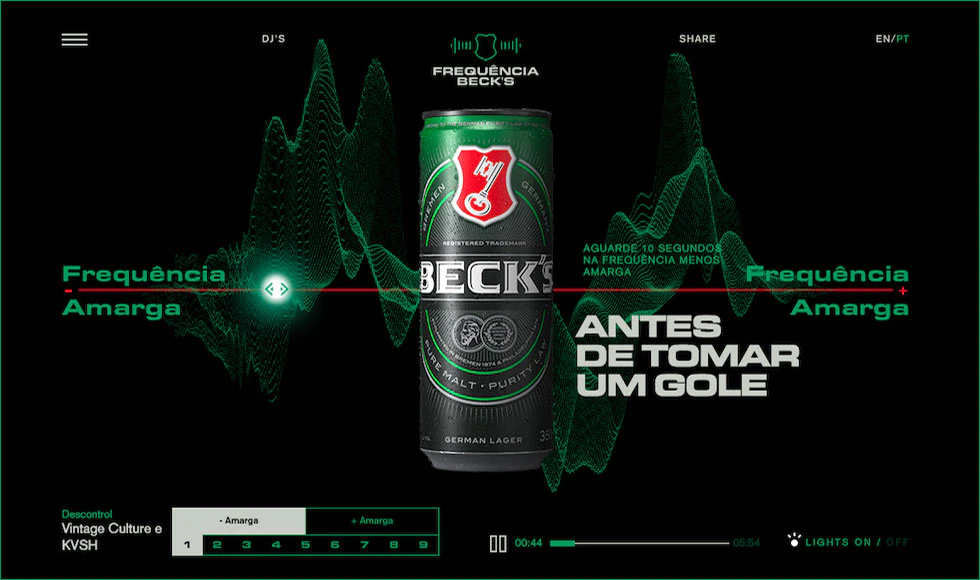 DJ'S
FREQUÊNCIA
BECK'S
SHARE
EN/PT
BREMEN
GERMANY
REGISTERED TRADEMARK
BECK'S
PURE MALT • PURITY LAW
GERMAN LAGER
Frequência
-
Amarga
AGUARDE 10 SEGUNDOS
NA FREQUÊNCIA MENOS
AMARGA
Frequência
+
Amarga
ANTES
DE TOMAR
UM GOLE
Descontrol
Vintage Culture e
KVSH
- Amarga
+ Amarga
1 2 3 4 5 6 7 8 9
00:44
05:54
LIGHTS ON / OFF